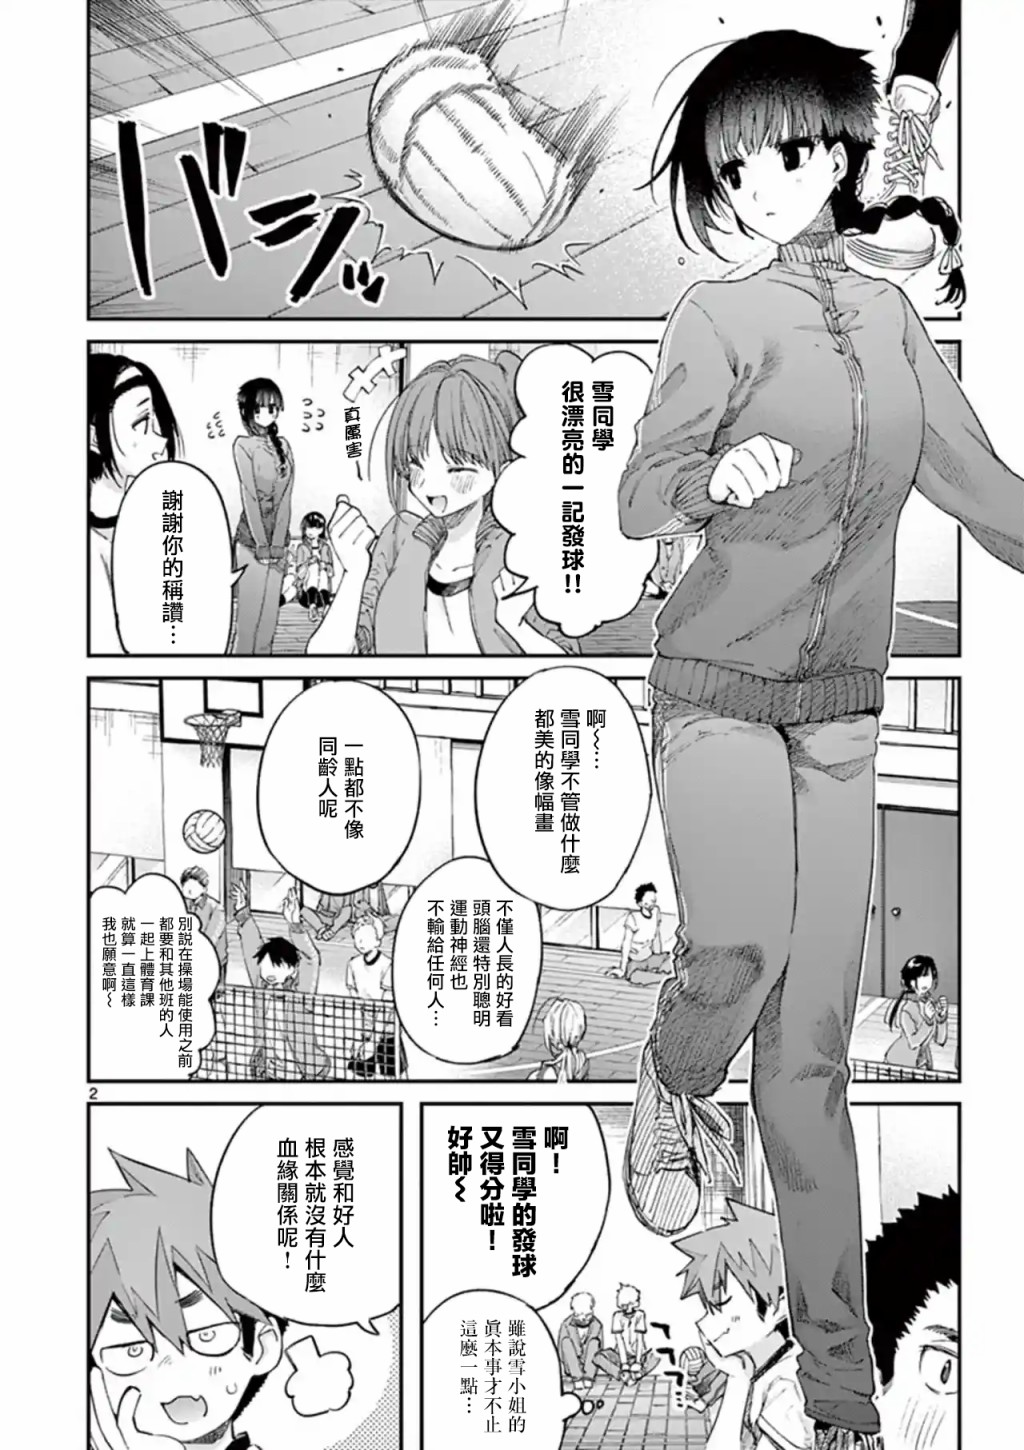 バシッ
雪同學
很漂亮的一記發球!!
真厲害~
謝謝你的稱讚…
啊~…
雪同學不管做什麼
都美的像幅畫
一點都不像
同齡人呢
不僅人長的好看
頭腦還特別聰明
運動神經也
不輸給任何人…
別說在操場能使用之前
都要和其他班的人
一起上體育課
就算一直這樣
我也願意啊~
2
啊!
雪同學的發球
又得分啦!
好帥~
雖說雪小姐的
真本事才不止
這麼一點…
感覺和好人
根本就沒有什麼
血緣關係呢!